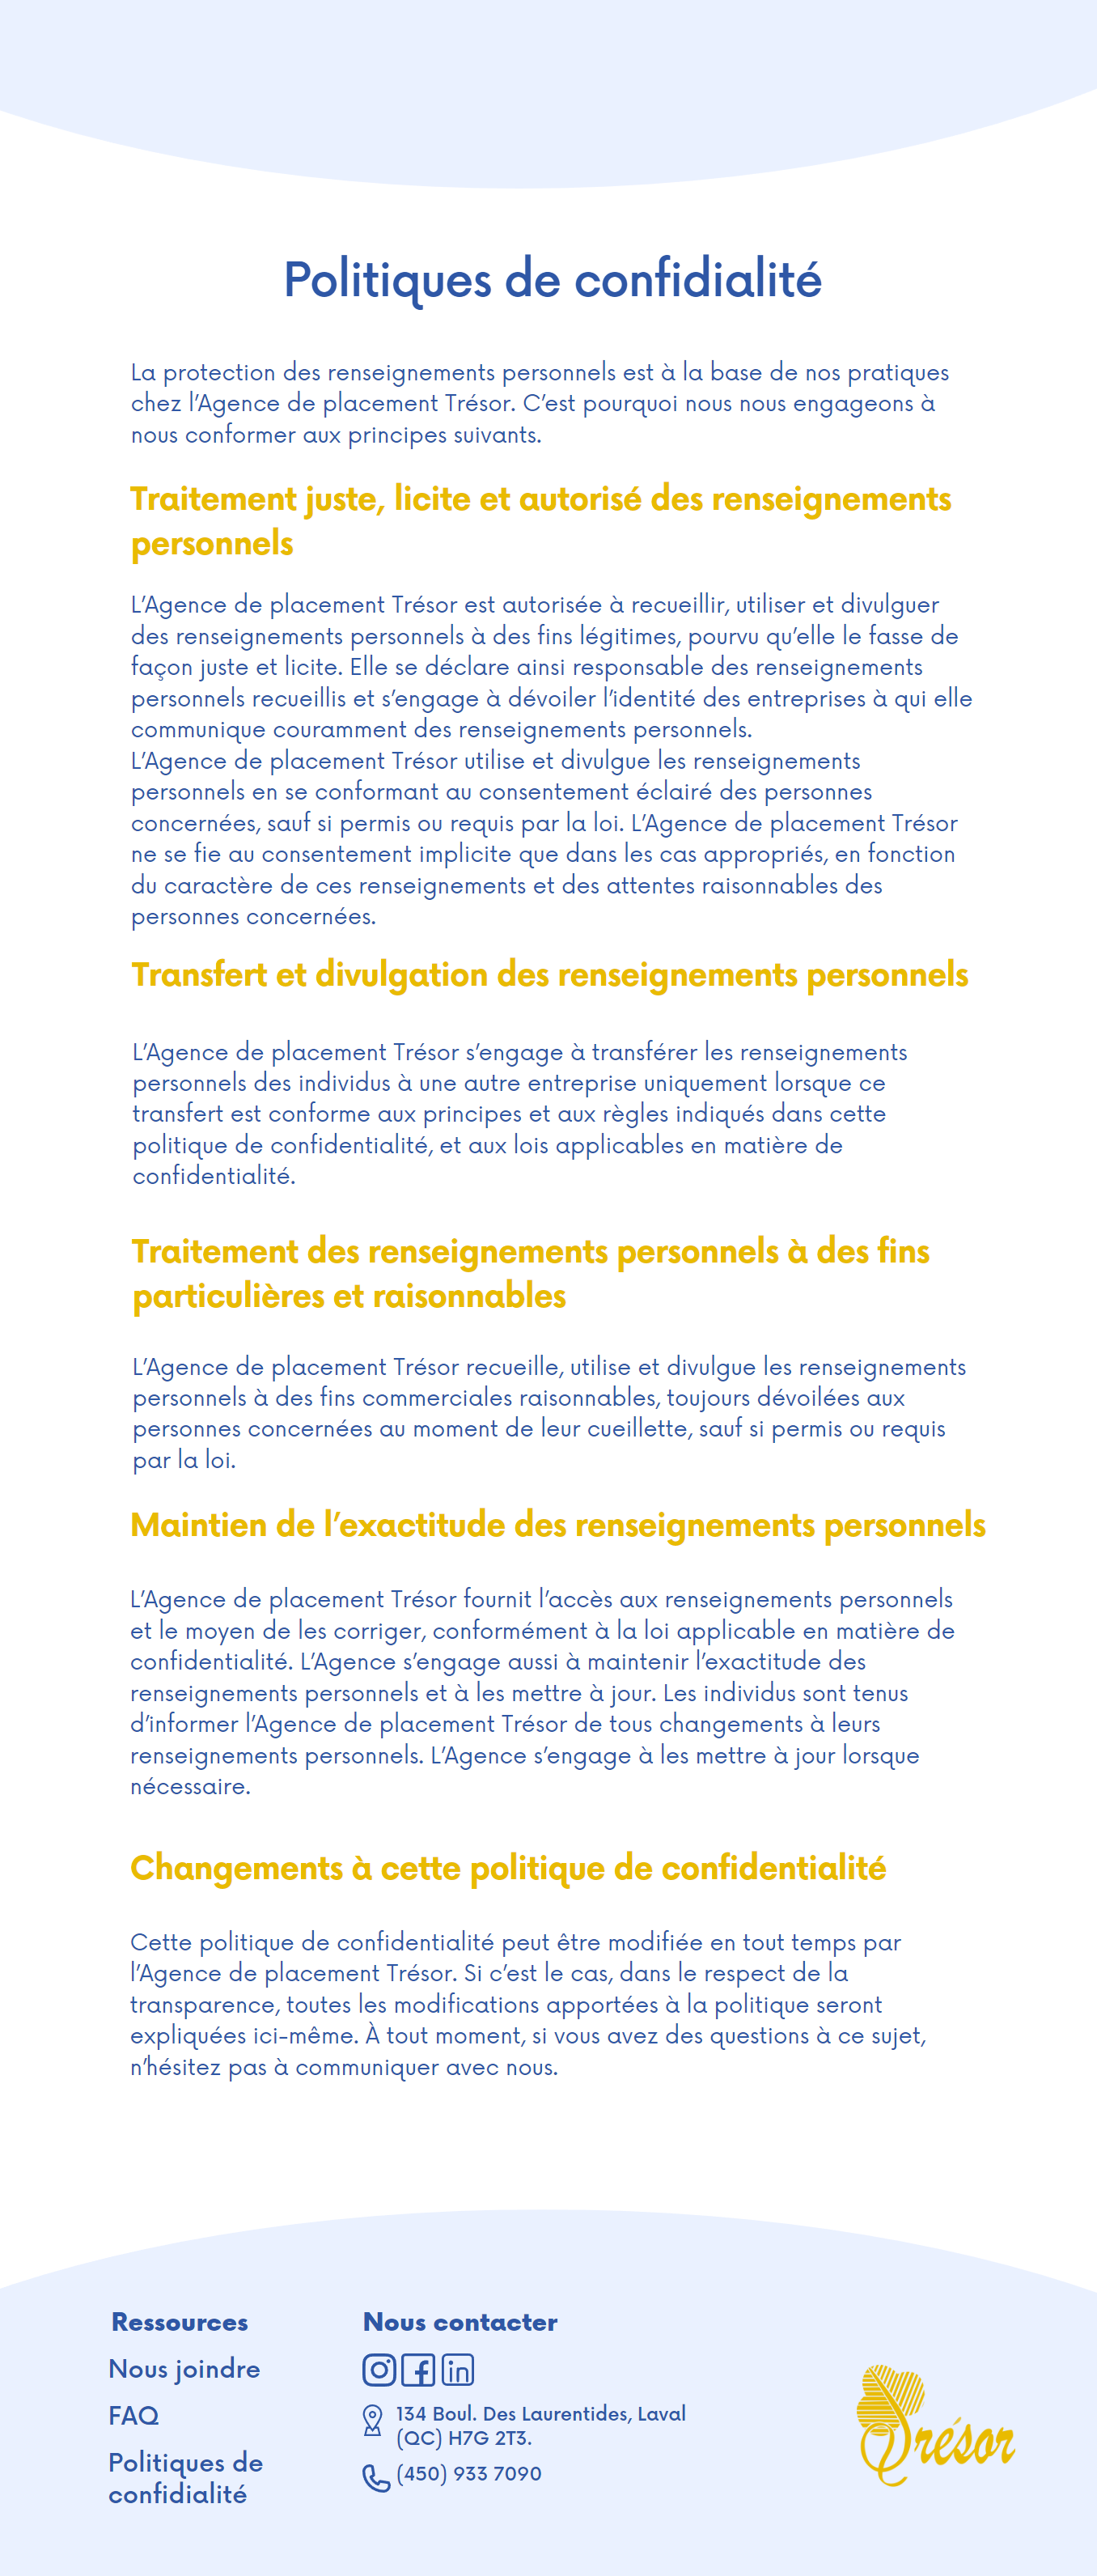 Politiques de confidialité
La protection des renseignements personnels est à la base de nos pratiques
chez l’Agence de placement Trésor. C’est pourquoi nous nous engageons à
nous conformer aux principes suivants.
Traitement juste, licite et autorisé des renseignements
personnels
L’Agence de placement Trésor est autorisée à recueillir, utiliser et divulguer
des renseignements personnels à des fins légitimes, pourvu qu’elle le fasse de
façon juste et licite. Elle se déclare ainsi responsable des renseignements
personnels recueillis et s’engage à dévoiler l’identité des entreprises à qui elle
communique couramment des renseignements personnels.
L’Agence de placement Trésor utilise et divulgue les renseignements
personnels en se conformant au consentement éclairé des personnes
concernées, sauf si permis ou requis par la loi. L’Agence de placement Trésor
ne se fie au consentement implicite que dans les cas appropriés, en fonction
du caractère de ces renseignements et des attentes raisonnables des
personnes concernées.
Transfert et divulgation des renseignements personnels
L’Agence de placement Trésor s’engage à transférer les renseignements
personnels des individus à une autre entreprise uniquement lorsque ce
transfert est conforme aux principes et aux règles indiqués dans cette
politique de confidentialité, et aux lois applicables en matière de
confidentialité.
Traitement des renseignements personnels à des fins
particulières et raisonnables
L’Agence de placement Trésor recueille, utilise et divulgue les renseignements
personnels à des fins commerciales raisonnables, toujours dévoilées aux
personnes concernées au moment de leur cueillette, sauf si permis ou requis
par la loi.
Maintien de l’exactitude des renseignements personnels
L’Agence de placement Trésor fournit l’accès aux renseignements personnels
et le moyen de les corriger, conformément à la loi applicable en matière de
confidentialité. L’Agence s’engage aussi à maintenir l’exactitude des
renseignements personnels et à les mettre à jour. Les individus sont tenus
d’informer l’Agence de placement Trésor de tous changements à leurs
renseignements personnels. L’Agence s’engage à les mettre à jour lorsque
nécessaire.
Changements à cette politique de confidentialité
Cette politique de confidentialité peut être modifiée en tout temps par
l’Agence de placement Trésor. Si c’est le cas, dans le respect de la
transparence, toutes les modifications apportées à la politique seront
expliquées ici-même. À tout moment, si vous avez des questions à ce sujet,
n’hésitez pas à communiquer avec nous.
Ressources
Nous joindre
FAQ
Politiques de
confidialité
Nous contacter
134 Boul. Des Laurentides, Laval
(QC) H7G 2T3.
(450) 933 7090
Trésor